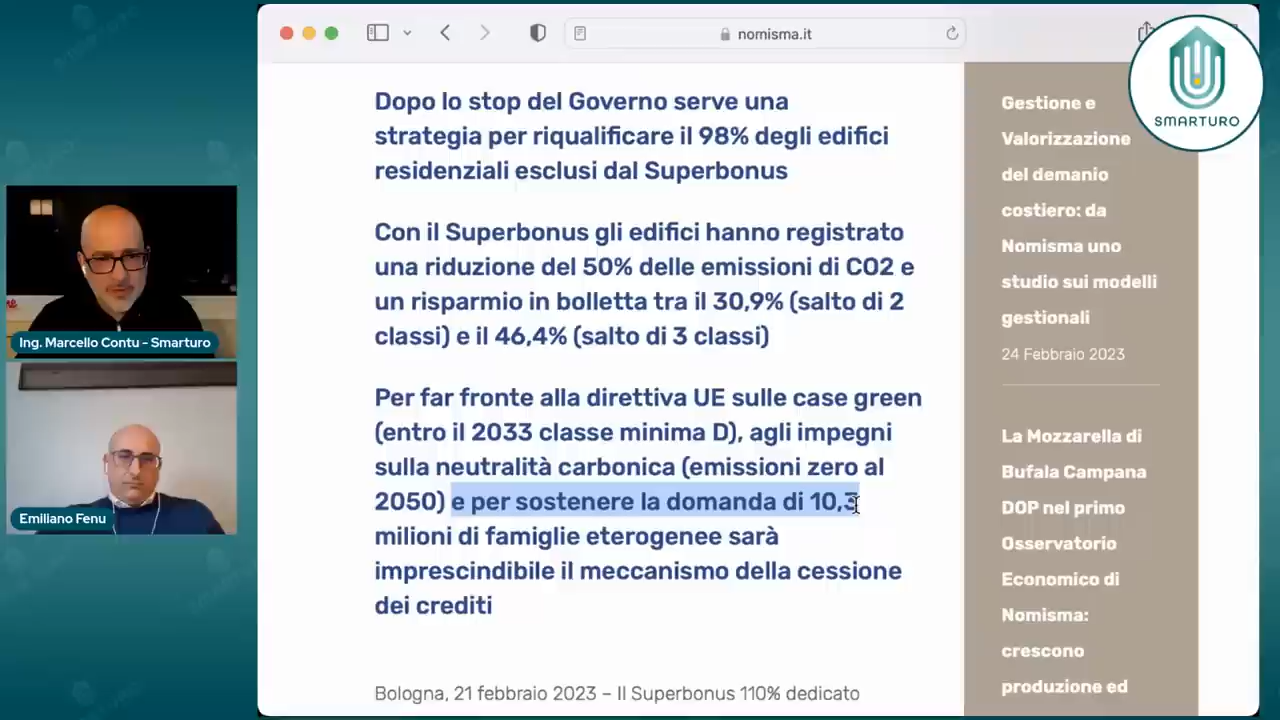 nomisma.it
SMARTURO
Dopo lo stop del Governo serve una
strategia per riqualificare il 98% degli edifici
residenziali esclusi dal Superbonus
Con il Superbonus gli edifici hanno registrato
una riduzione del 50% delle emissioni di CO2 e
un risparmio in bolletta tra il 30,9% (salto di 2
classi) e il 46,4% (salto di 3 classi)
Per far fronte alla direttiva UE sulle case green
(entro il 2033 classe minima D), agli impegni
sulla neutralità carbonica (emissioni zero al
2050) e per sostenere la domanda di 10,3
milioni di famiglie eterogenee sarà
imprescindibile il meccanismo della cessione
dei crediti
Bologna, 21 febbraio 2023 – Il Superbonus 110% dedicato
Gestione e
Valorizzazione
del demanio
costiero: da
Nomisma uno
studio sui modelli
gestionali
24 Febbraio 2023
La Mozzarella di
Bufala Campana
DOP nel primo
Osservatorio
Economico di
Nomisma:
crescono
produzione ed
Ing. Marcello Contu - Smarturo
Emiliano Fenu